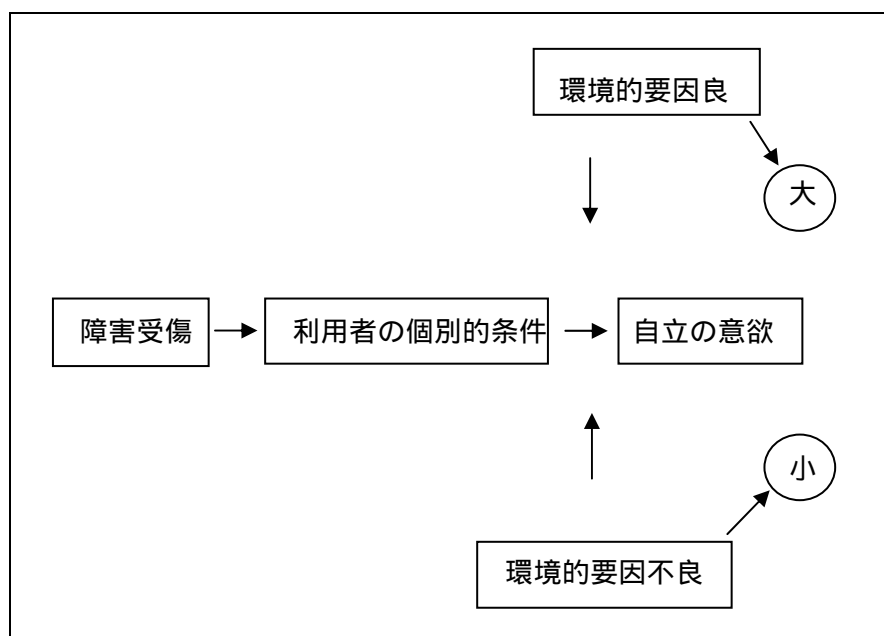 環境的要因良
大
障害受傷
利用者の個別的条件
自立の意欲
小
環境的要因不良